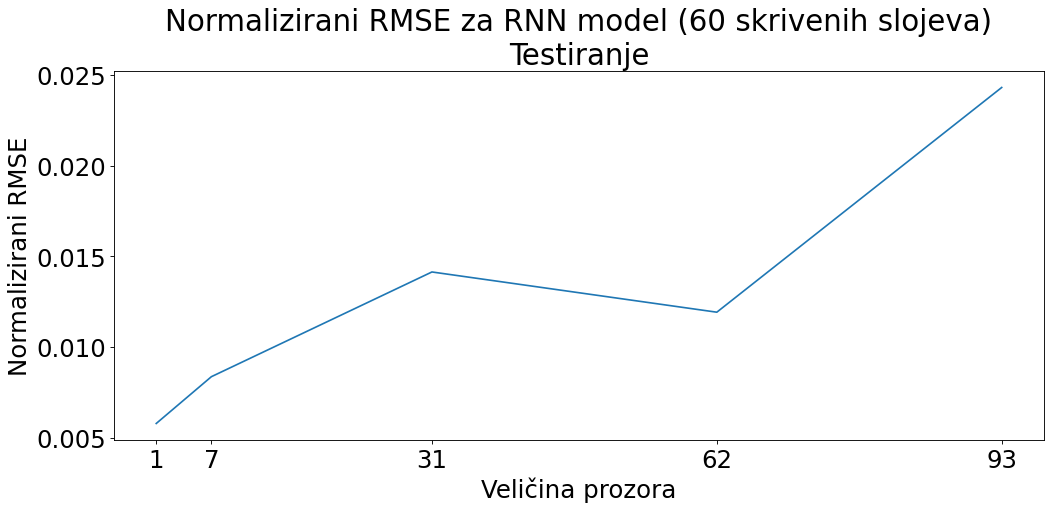 Normalizirani RMSE za RNN model (60 skrivenih slojeva)
Testiranje
Normalizirani RMSE
0.025
0.020
0.015
0.010
0.005
1 7 31 62 93
Veličina prozora